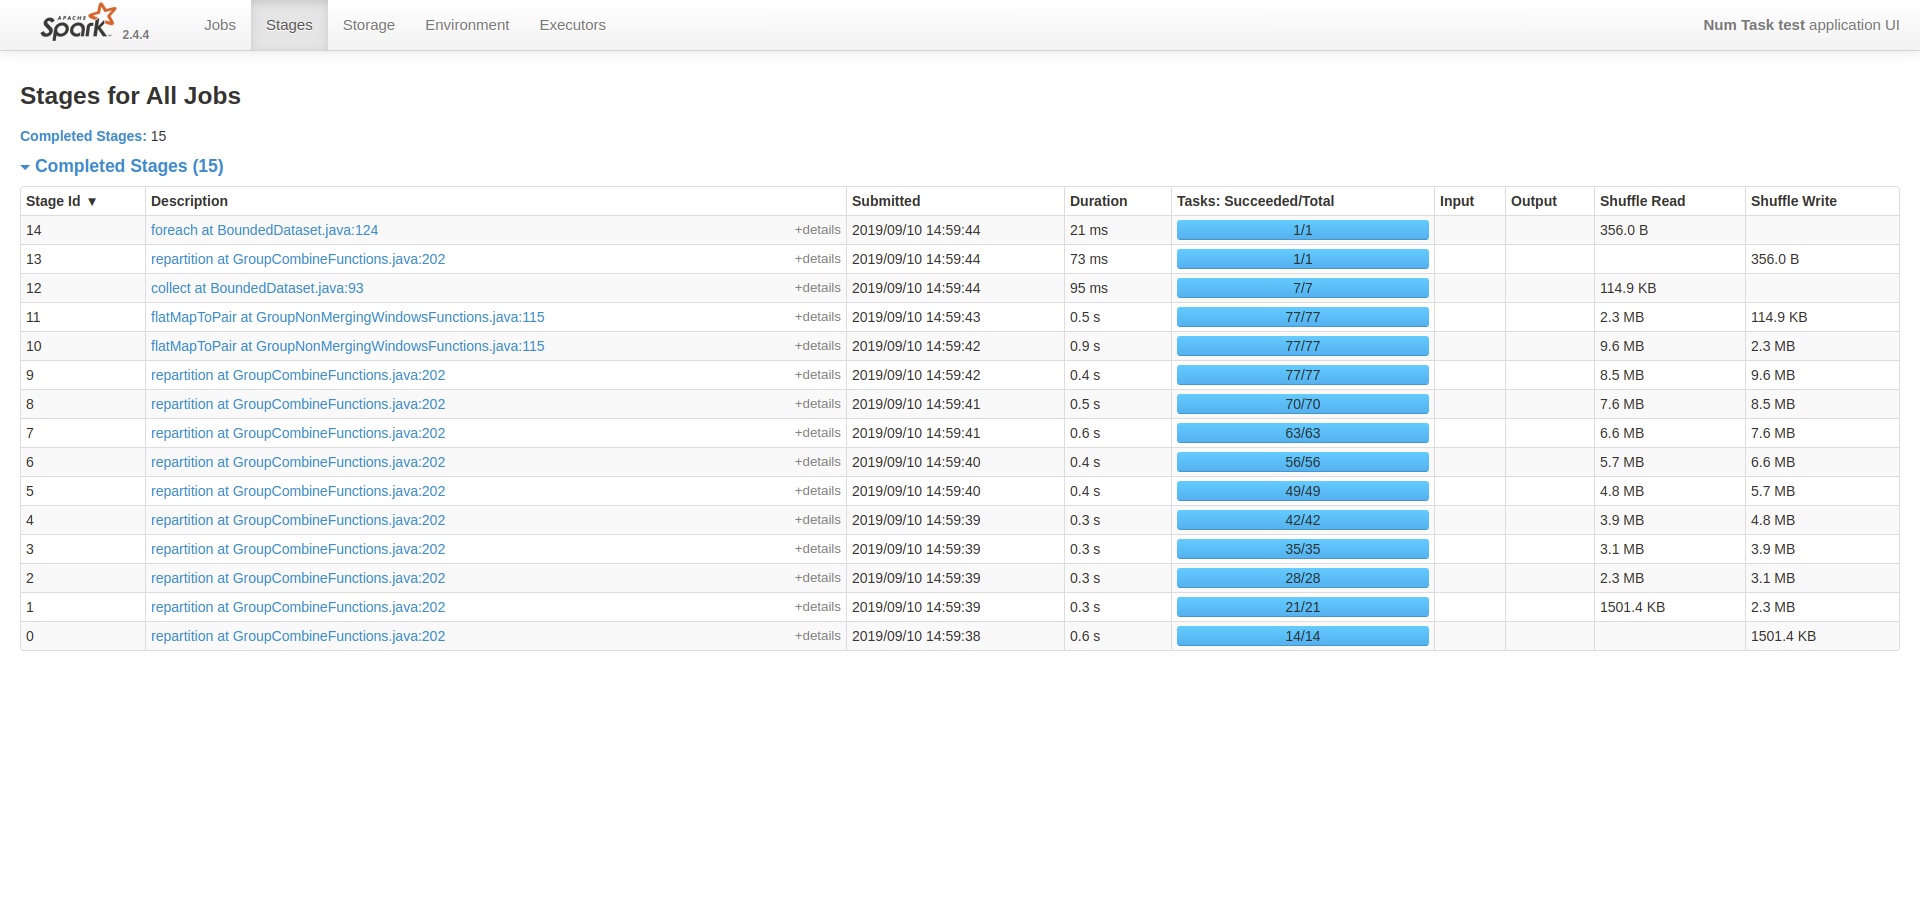 APACHE Spark 2.4.4 Jobs Stages Storage Environment Executors Num Task test application UI
Stages for All Jobs
Completed Stages: 15
Completed Stages (15)
Stage Id ▼ Description Submitted Duration Tasks: Succeeded/Total Input Output Shuffle Read Shuffle Write
14 foreach at BoundedDataset.java:124 +details 2019/09/10 14:59:44 21 ms 1/1 356.0 B
13 repartition at GroupCombineFunctions.java:202 +details 2019/09/10 14:59:44 73 ms 1/1 356.0 B
12 collect at BoundedDataset.java:93 +details 2019/09/10 14:59:44 95 ms 7/7 114.9 KB
11 flatMapToPair at GroupNonMergingWindowsFunctions.java:115 +details 2019/09/10 14:59:43 0.5 s 77/77 2.3 MB 114.9 KB
10 flatMapToPair at GroupNonMergingWindowsFunctions.java:115 +details 2019/09/10 14:59:42 0.9 s 77/77 9.6 MB 2.3 MB
9 repartition at GroupCombineFunctions.java:202 +details 2019/09/10 14:59:42 0.4 s 77/77 8.5 MB 9.6 MB
8 repartition at GroupCombineFunctions.java:202 +details 2019/09/10 14:59:41 0.5 s 70/70 7.6 MB 8.5 MB
7 repartition at GroupCombineFunctions.java:202 +details 2019/09/10 14:59:41 0.6 s 63/63 6.6 MB 7.6 MB
6 repartition at GroupCombineFunctions.java:202 +details 2019/09/10 14:59:40 0.4 s 56/56 5.7 MB 6.6 MB
5 repartition at GroupCombineFunctions.java:202 +details 2019/09/10 14:59:40 0.4 s 49/49 4.8 MB 5.7 MB
4 repartition at GroupCombineFunctions.java:202 +details 2019/09/10 14:59:39 0.3 s 42/42 3.9 MB 4.8 MB
3 repartition at GroupCombineFunctions.java:202 +details 2019/09/10 14:59:39 0.3 s 35/35 3.1 MB 3.9 MB
2 repartition at GroupCombineFunctions.java:202 +details 2019/09/10 14:59:39 0.3 s 28/28 2.3 MB 3.1 MB
1 repartition at GroupCombineFunctions.java:202 +details 2019/09/10 14:59:39 0.3 s 21/21 1501.4 KB 2.3 MB
0 repartition at GroupCombineFunctions.java:202 +details 2019/09/10 14:59:38 0.6 s 14/14 1501.4 KB